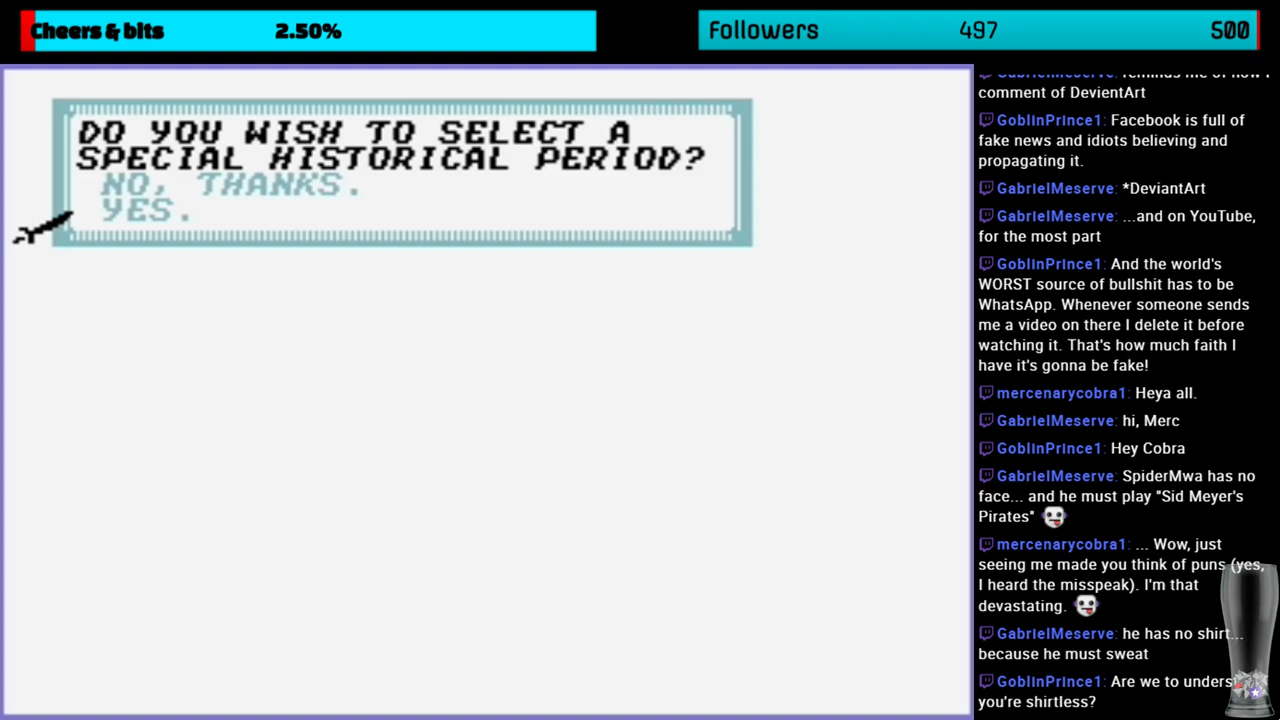 Cheers & bits 2.50%
Followers 497 500
DO YOU WISH TO SELECT A
SPECIAL HISTORICAL PERIOD?
NO, THANKS.
YES.
GabrielMeserve: reminds me of how I
comment of DevientArt
GoblinPrince1: Facebook is full of
fake news and idiots believing and
propagating it.
GabrielMeserve: *DeviantArt
GabrielMeserve: ...and on YouTube,
for the most part
GoblinPrince1: And the world's
WORST source of bullshit has to be
WhatsApp. Whenever someone sends
me a video on there I delete it before
watching it. That's how much faith I
have it's gonna be fake!
mercenarycobra1: Heya all.
GabrielMeserve: hi, Merc
GoblinPrince1: Hey Cobra
GabrielMeserve: SpiderMwa has no
face... and he must play "Sid Meyer's
Pirates"
mercenarycobra1: ... Wow, just
seeing me made you think of puns (yes,
I heard the misspeak). I'm that
devastating.
GabrielMeserve: he has no shirt...
because he must sweat
GoblinPrince1: Are we to
you're shirtless?